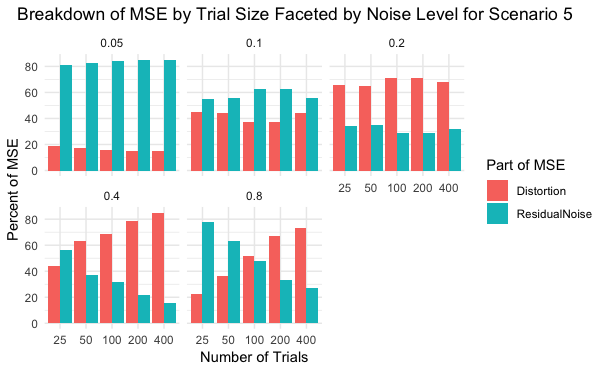 Breakdown of MSE by Trial Size Faceted by Noise Level for Scenario 5
0.05 0.1 0.2
80
60
40
20
0
25 50 100 200 400
0.4 0.8
80
60
40
20
0
25 50 100 200 400 25 50 100 200 400
Percent of MSE
Number of Trials
Part of MSE
Distortion
ResidualNoise